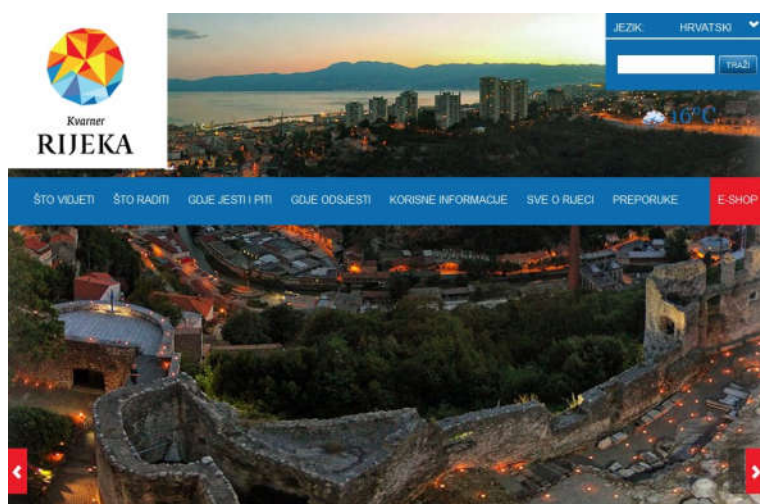 Kvarner
RIJEKA
JEZIK: HRVATSKI
TRAŽI
16°C
ŠTO VIDJETI ŠTO RADITI GDJE JESTI I PITI GDJE ODSJESTI KORISNE INFORMACIJE SVE O RIJECI PREPORUKE E-SHOP